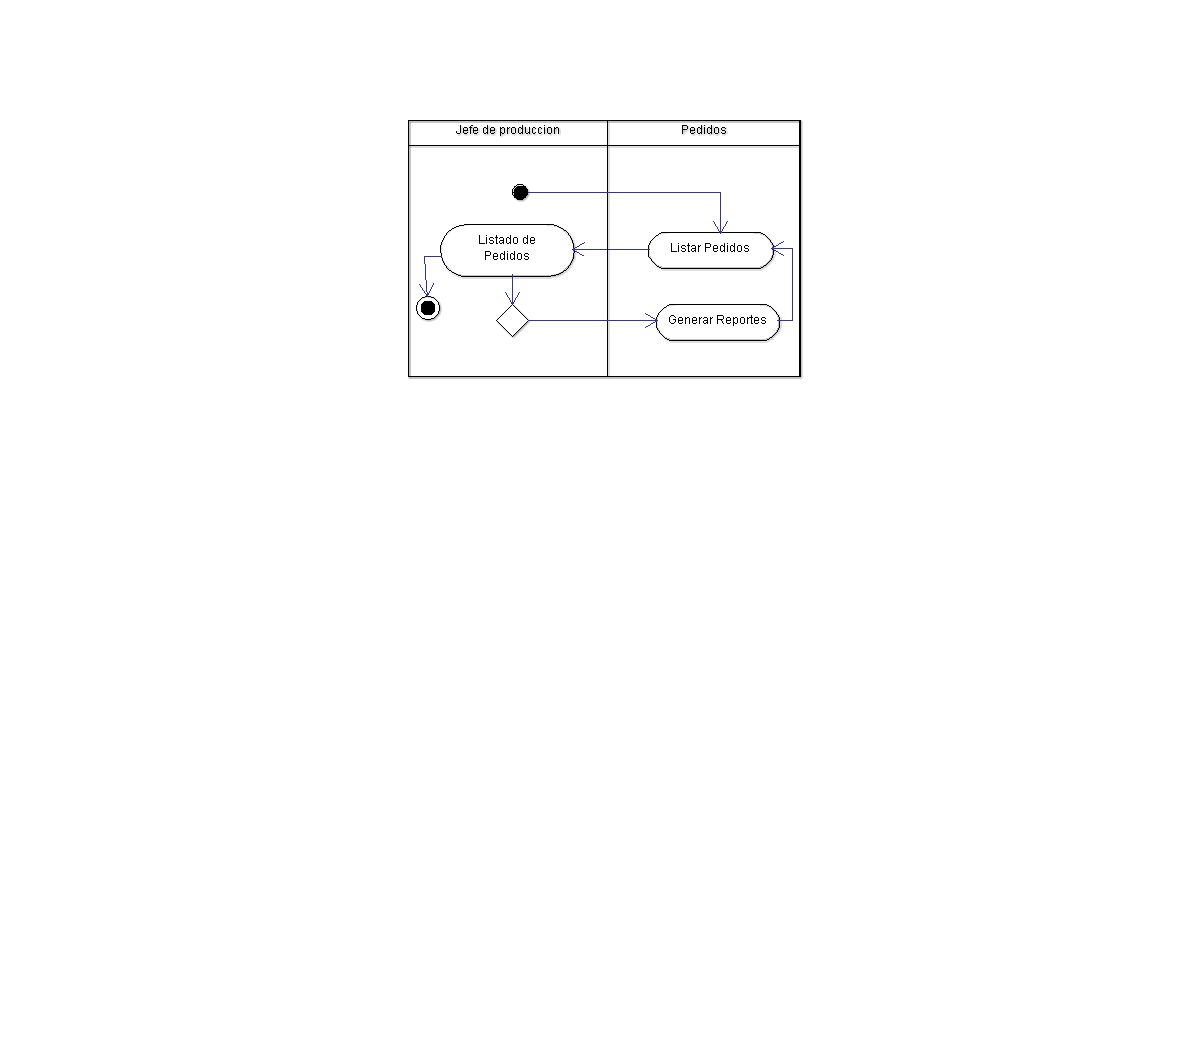 Jefe de produccion
Pedidos
Listado de
Pedidos
Listar Pedidos
Generar Reportes